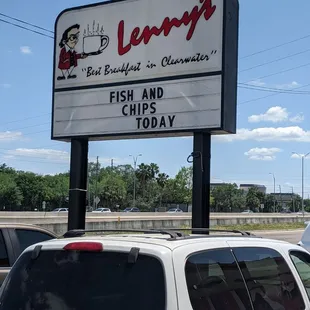 Lenny's
"Best Breakfast in Clearwater"
FISH AND
CHIPS
TODAY